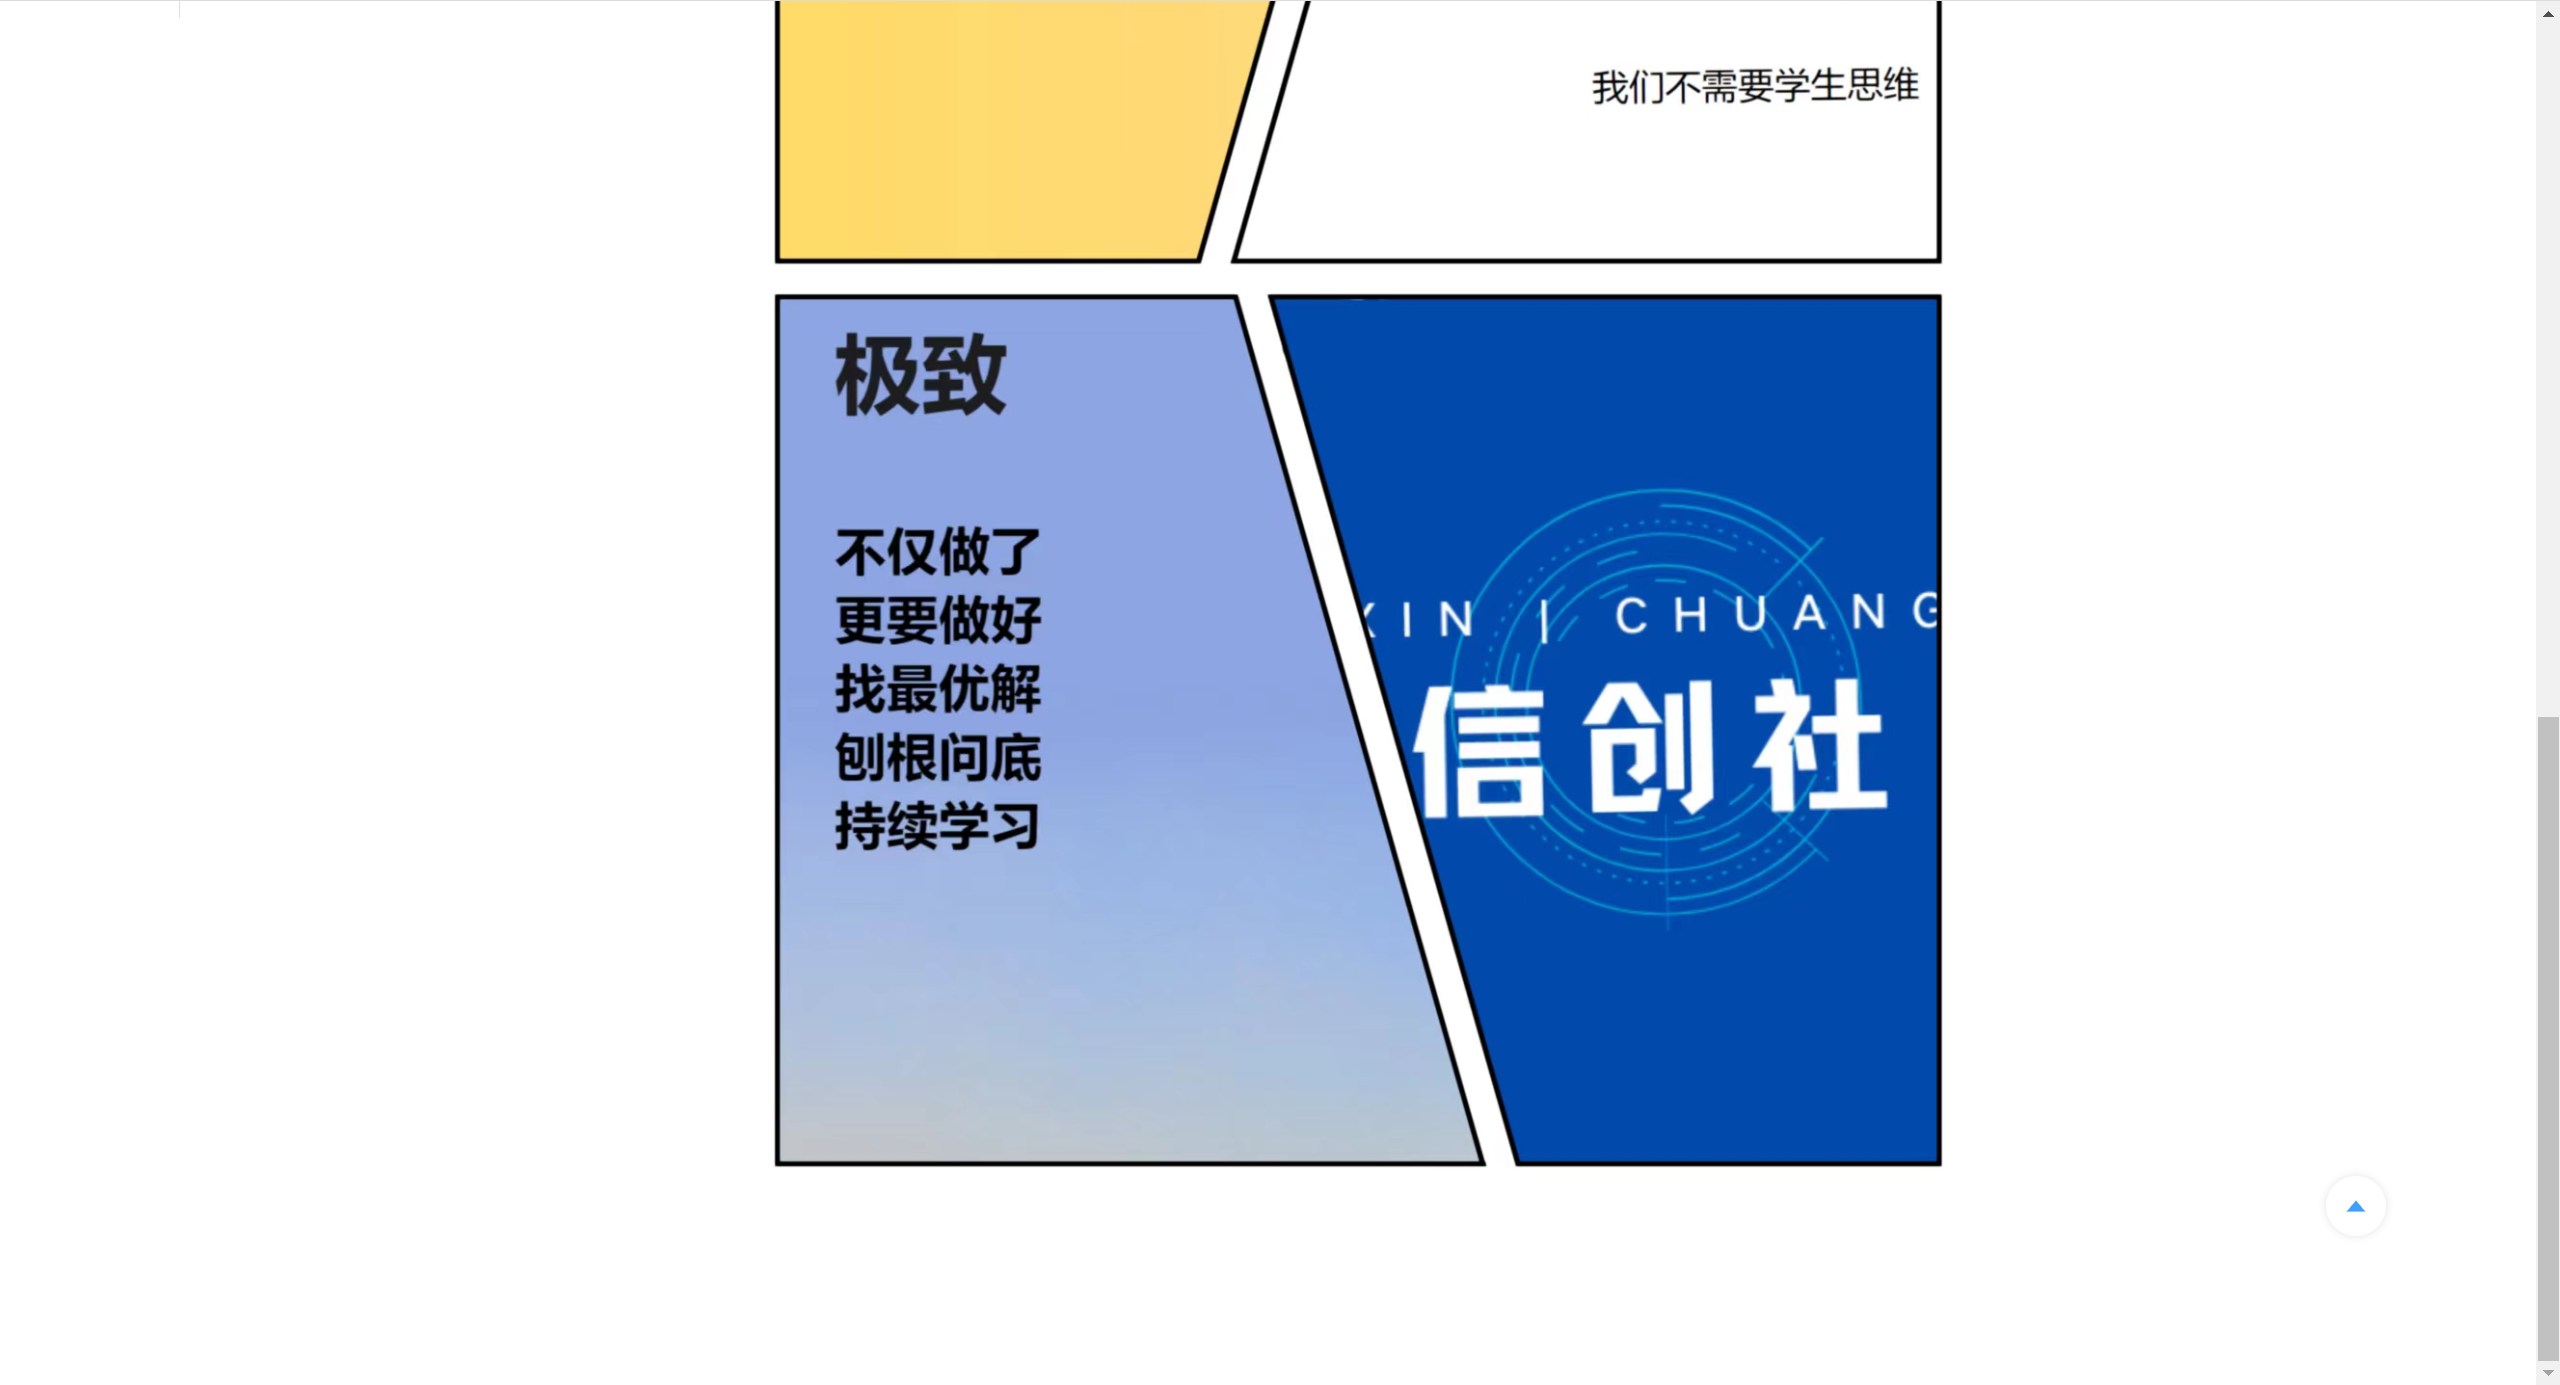 我们不需要学生思维
极致
不仅做了
更要做好
找最优解
刨根问底
持续学习
XIN | CHUANG
信创社